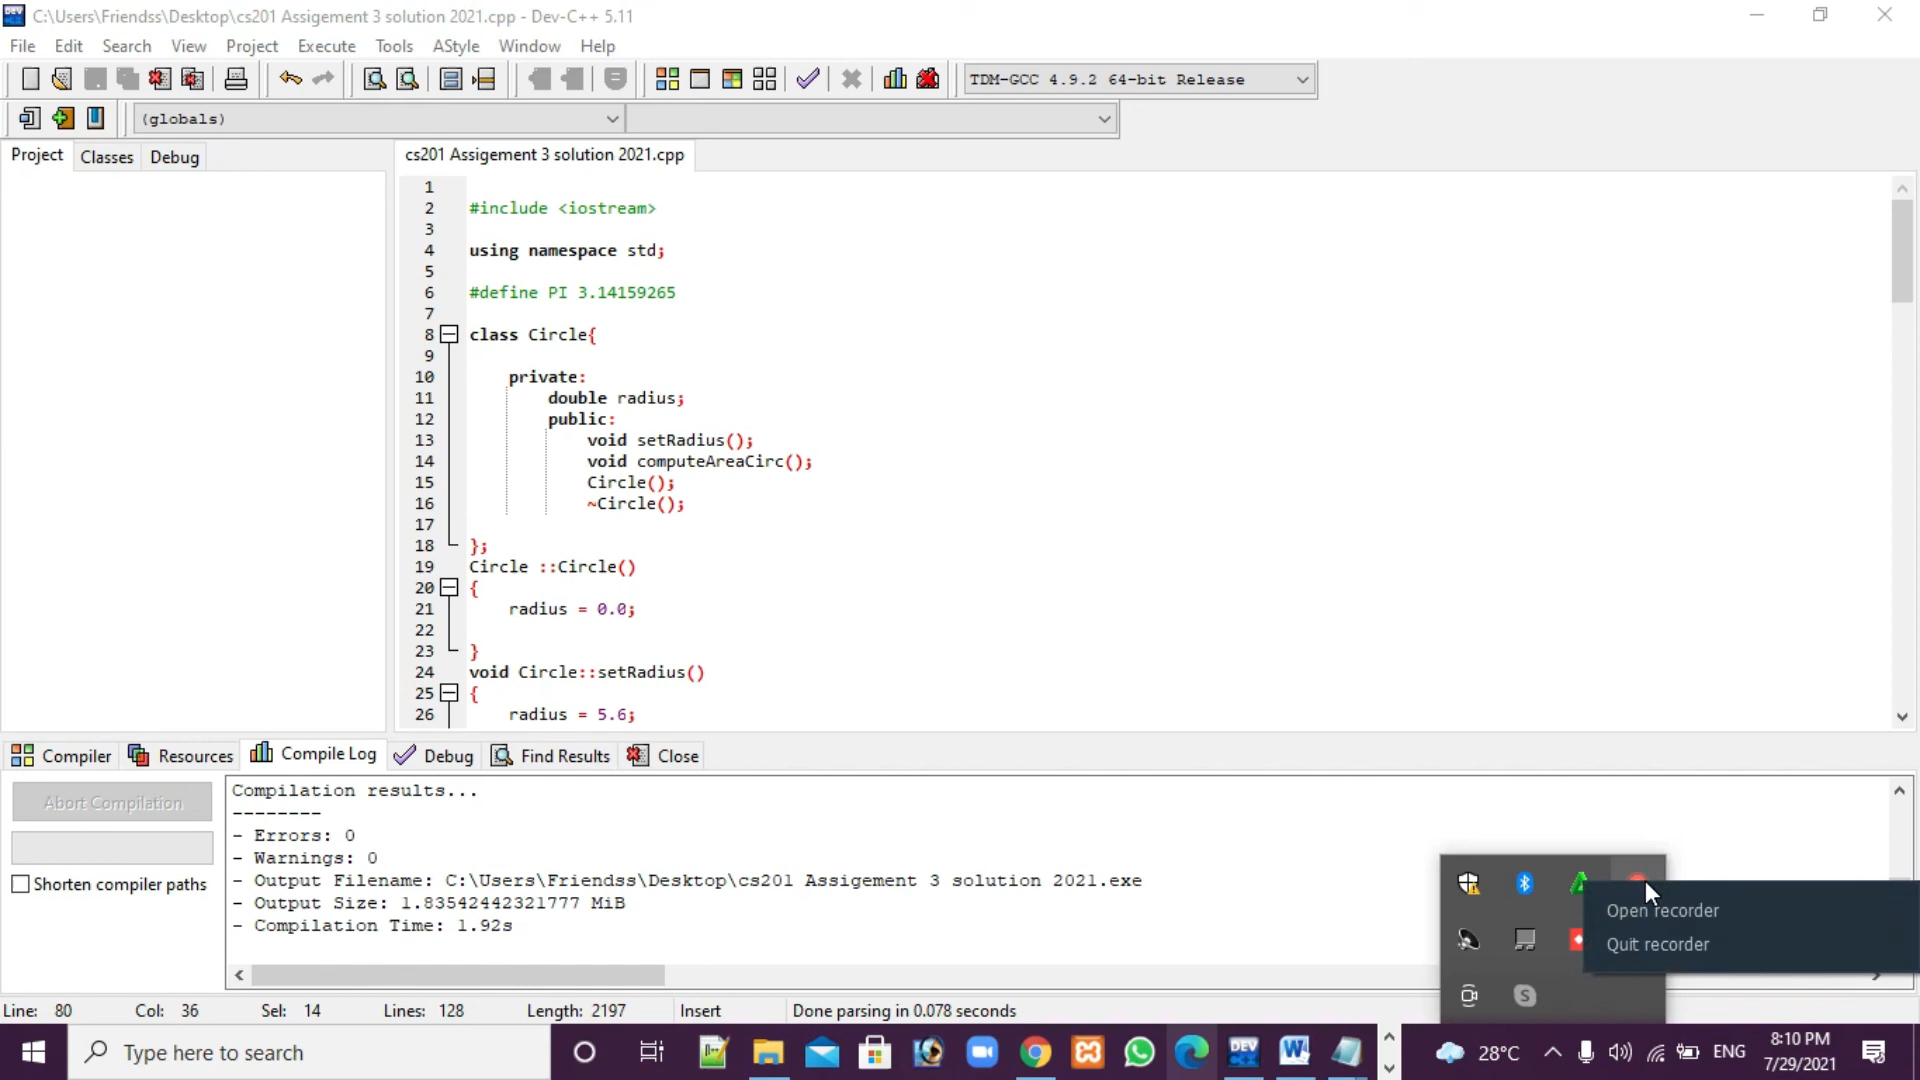 C:\Users\Friendss\Desktop\cs201 Assigement 3 solution 2021.cpp - Dev-C++ 5.11
File Edit Search View Project Execute Tools AStyle Window Help
TDM-GCC 4.9.2 64-bit Release
(globals)
Project Classes Debug
cs201 Assigement 3 solution 2021.cpp
1
2 #include <iostream>
3
4 using namespace std;
5
6 #define PI 3.14159265
7
8 class Circle{
9
10 private:
11 double radius;
12 public:
13 void setRadius();
14 void computeAreaCirc();
15 Circle();
16 ~Circle();
17
18 };
19 Circle ::Circle()
20 {
21 radius = 0.0;
22
23 }
24 void Circle::setRadius()
25 {
26 radius = 5.6;
Compiler Resources Compile Log Debug Find Results Close
Abort Compilation
Shorten compiler paths
Compilation results...
--------
- Errors: 0
- Warnings: 0
- Output Filename: C:\Users\Friendss\Desktop\cs201 Assigement 3 solution 2021.exe
- Output Size: 1.83542442321777 MiB
- Compilation Time: 1.92s
Open recorder
Quit recorder
Line: 80 Col: 36 Sel: 14 Lines: 128 Length: 2197 Insert Done parsing in 0.078 seconds
Type here to search
28°C
ENG
8:10 PM
7/29/2021